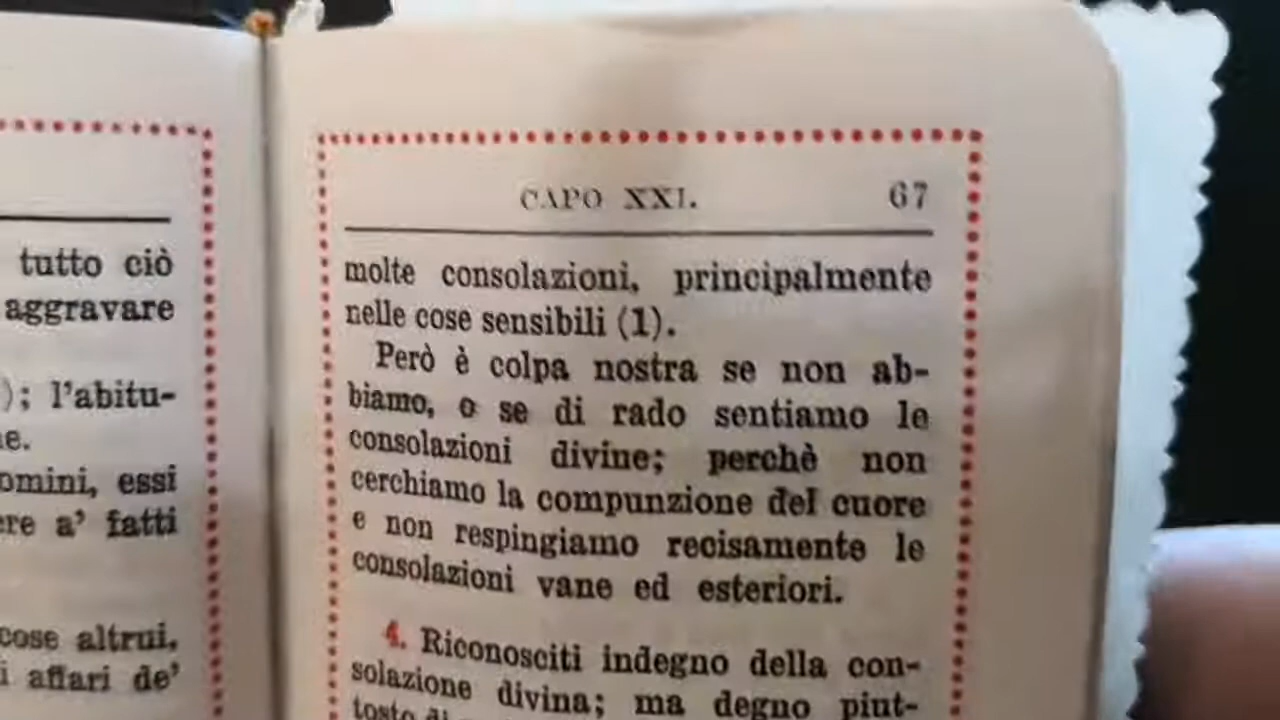 tutto ciò
aggravare
); l'abitu-
e.
omini, essi
ere a' fatti
cose altrui,
i affari de'
CAPO XXI. 67
molte consolazioni, principalmente
nelle cose sensibili (1).
Però è colpa nostra se non ab-
biamo, o se di rado sentiamo le
consolazioni divine; perchè non
cerchiamo la compunzione del cuore
e non respingiamo recisamente le
consolazioni vane ed esteriori.
4. Riconosciti indegno della con-
solazione divina; ma degno piut-
tosto di